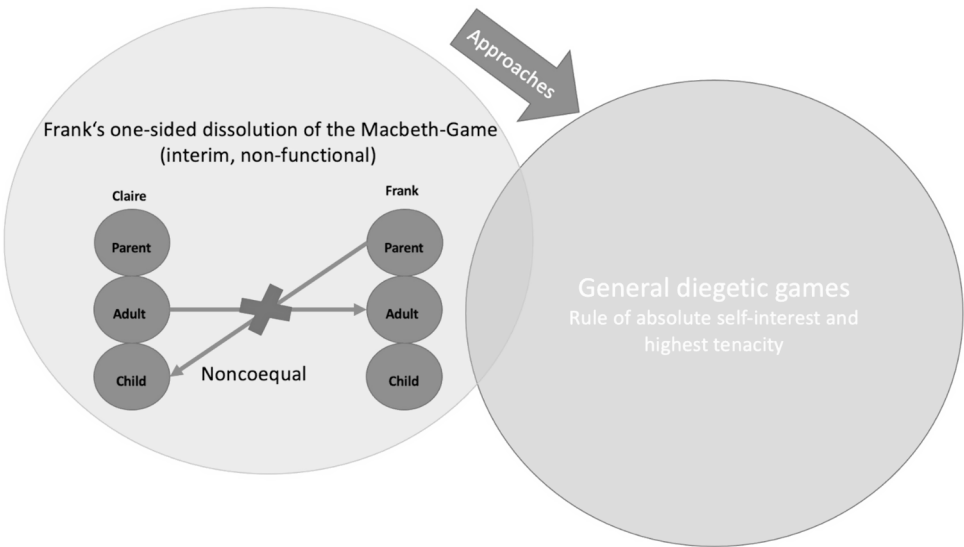 Approaches
Frank‘s one-sided dissolution of the Macbeth-Game
(interim, non-functional)
Claire
Frank
Parent
Parent
Adult
Adult
Child
Noncoequal
Child
General diegetic games
Rule of absolute self-interest and
highest tenacity